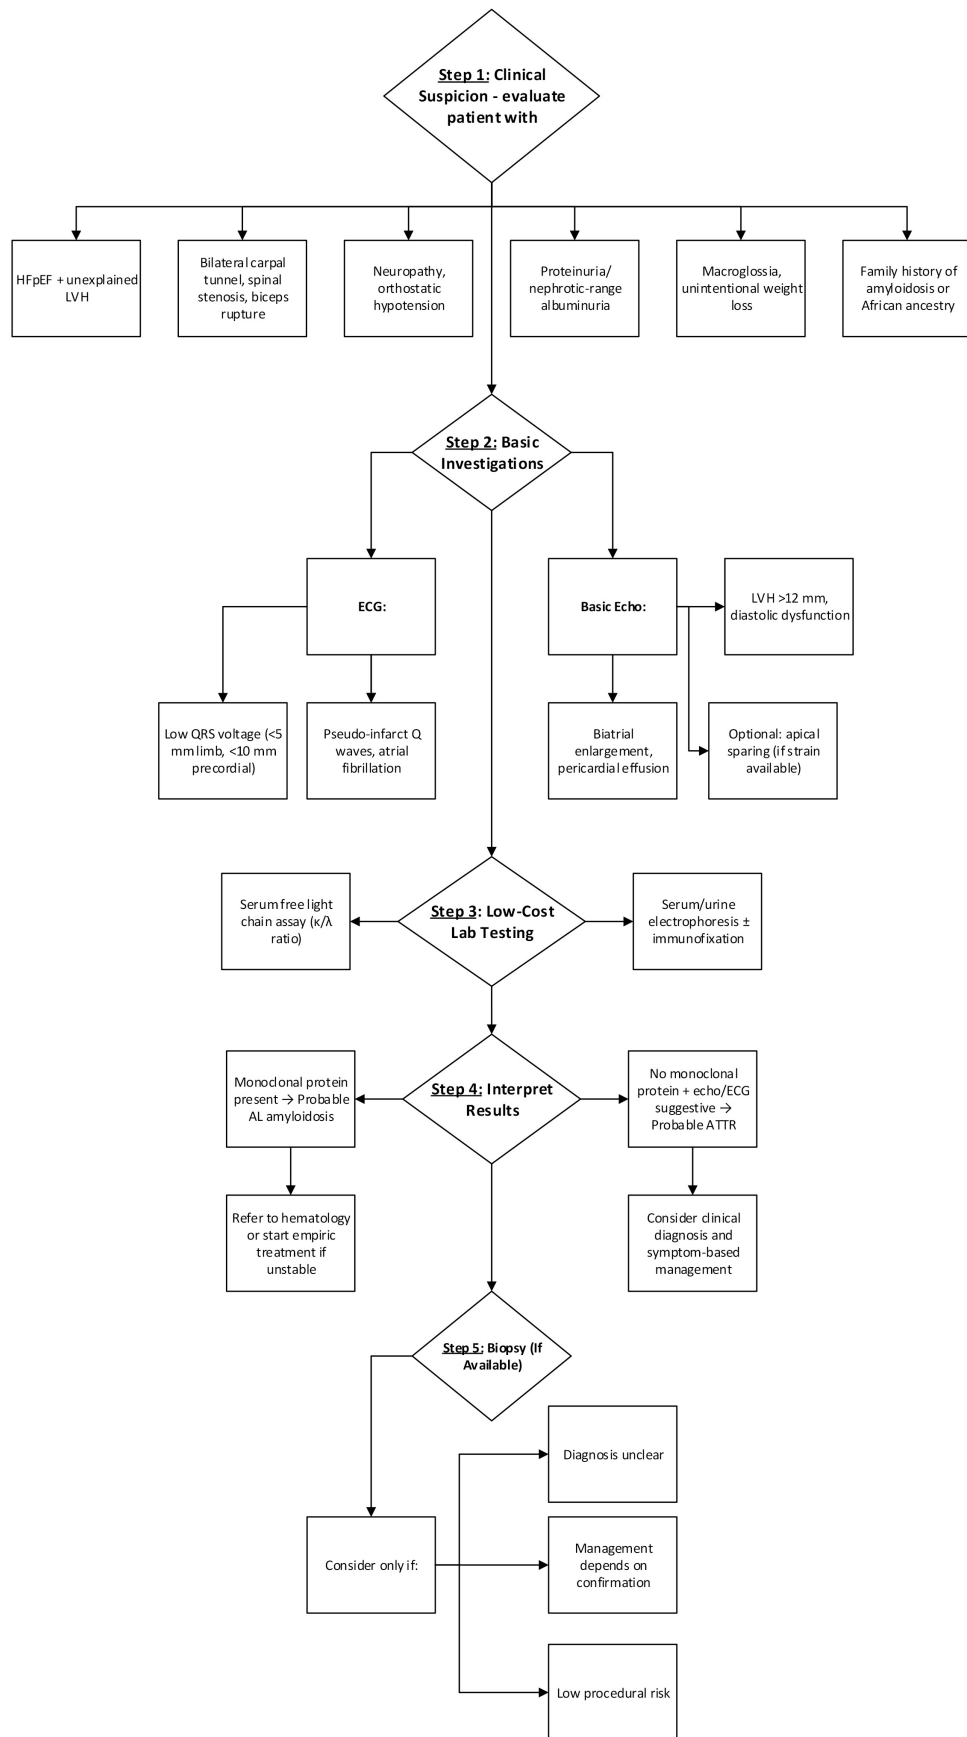 Step 1: Clinical
Suspicion - evaluate
patient with
HFpEF + unexplained
LVH
Bilateral carpal
tunnel, spinal
stenosis, biceps
rupture
Neuropathy,
orthostatic
hypotension
Proteinuria/
nephrotic-range
albuminuria
Macroglossia,
unintentional weight
loss
Family history of
amyloidosis or
African ancestry
Step 2: Basic
Investigations
ECG:
Basic Echo:
LVH >12 mm,
diastolic dysfunction
Low QRS voltage (<5
mm limb, <10 mm
precordial)
Pseudo-infarct Q
waves, atrial
fibrillation
Biatrial
enlargement,
pericardial effusion
Optional: apical
sparing (if strain
available)
Serum free light
chain assay (κ/λ
ratio)
Step 3: Low-Cost
Lab Testing
Serum/urine
electrophoresis ±
immunofixation
Monoclonal protein
present → Probable
AL amyloidosis
Step 4: Interpret
Results
No monoclonal
protein + echo/ECG
suggestive →
Probable ATTR
Refer to hematology
or start empiric
treatment if
unstable
Consider clinical
diagnosis and
symptom-based
management
Step 5: Biopsy (If
Available)
Consider only if:
Diagnosis unclear
Management
depends on
confirmation
Low procedural risk